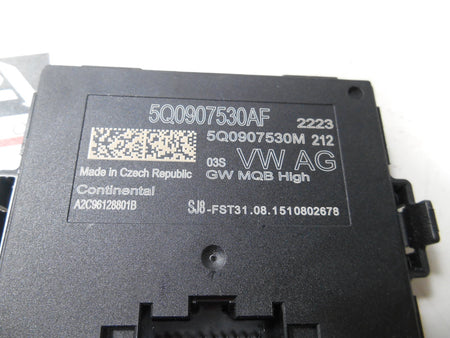 5Q0907530AF 2223
5Q0907530M 212
03S VW AG
Made in Czech Republic GW MQB High
Continental
A2C96128801B SJ8-FST31.08.1510802678